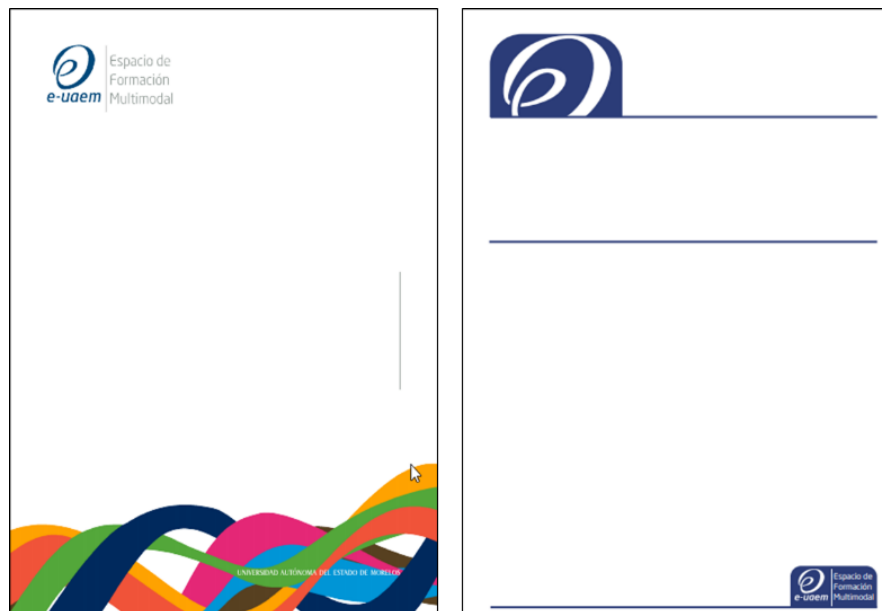 Espacio de
Formación
e-uaem Multimodal
UNIVERSIDAD AUTÓNOMA DEL ESTADO DE MORELOS
Espacio de
Formación
e-uaem Multimodal